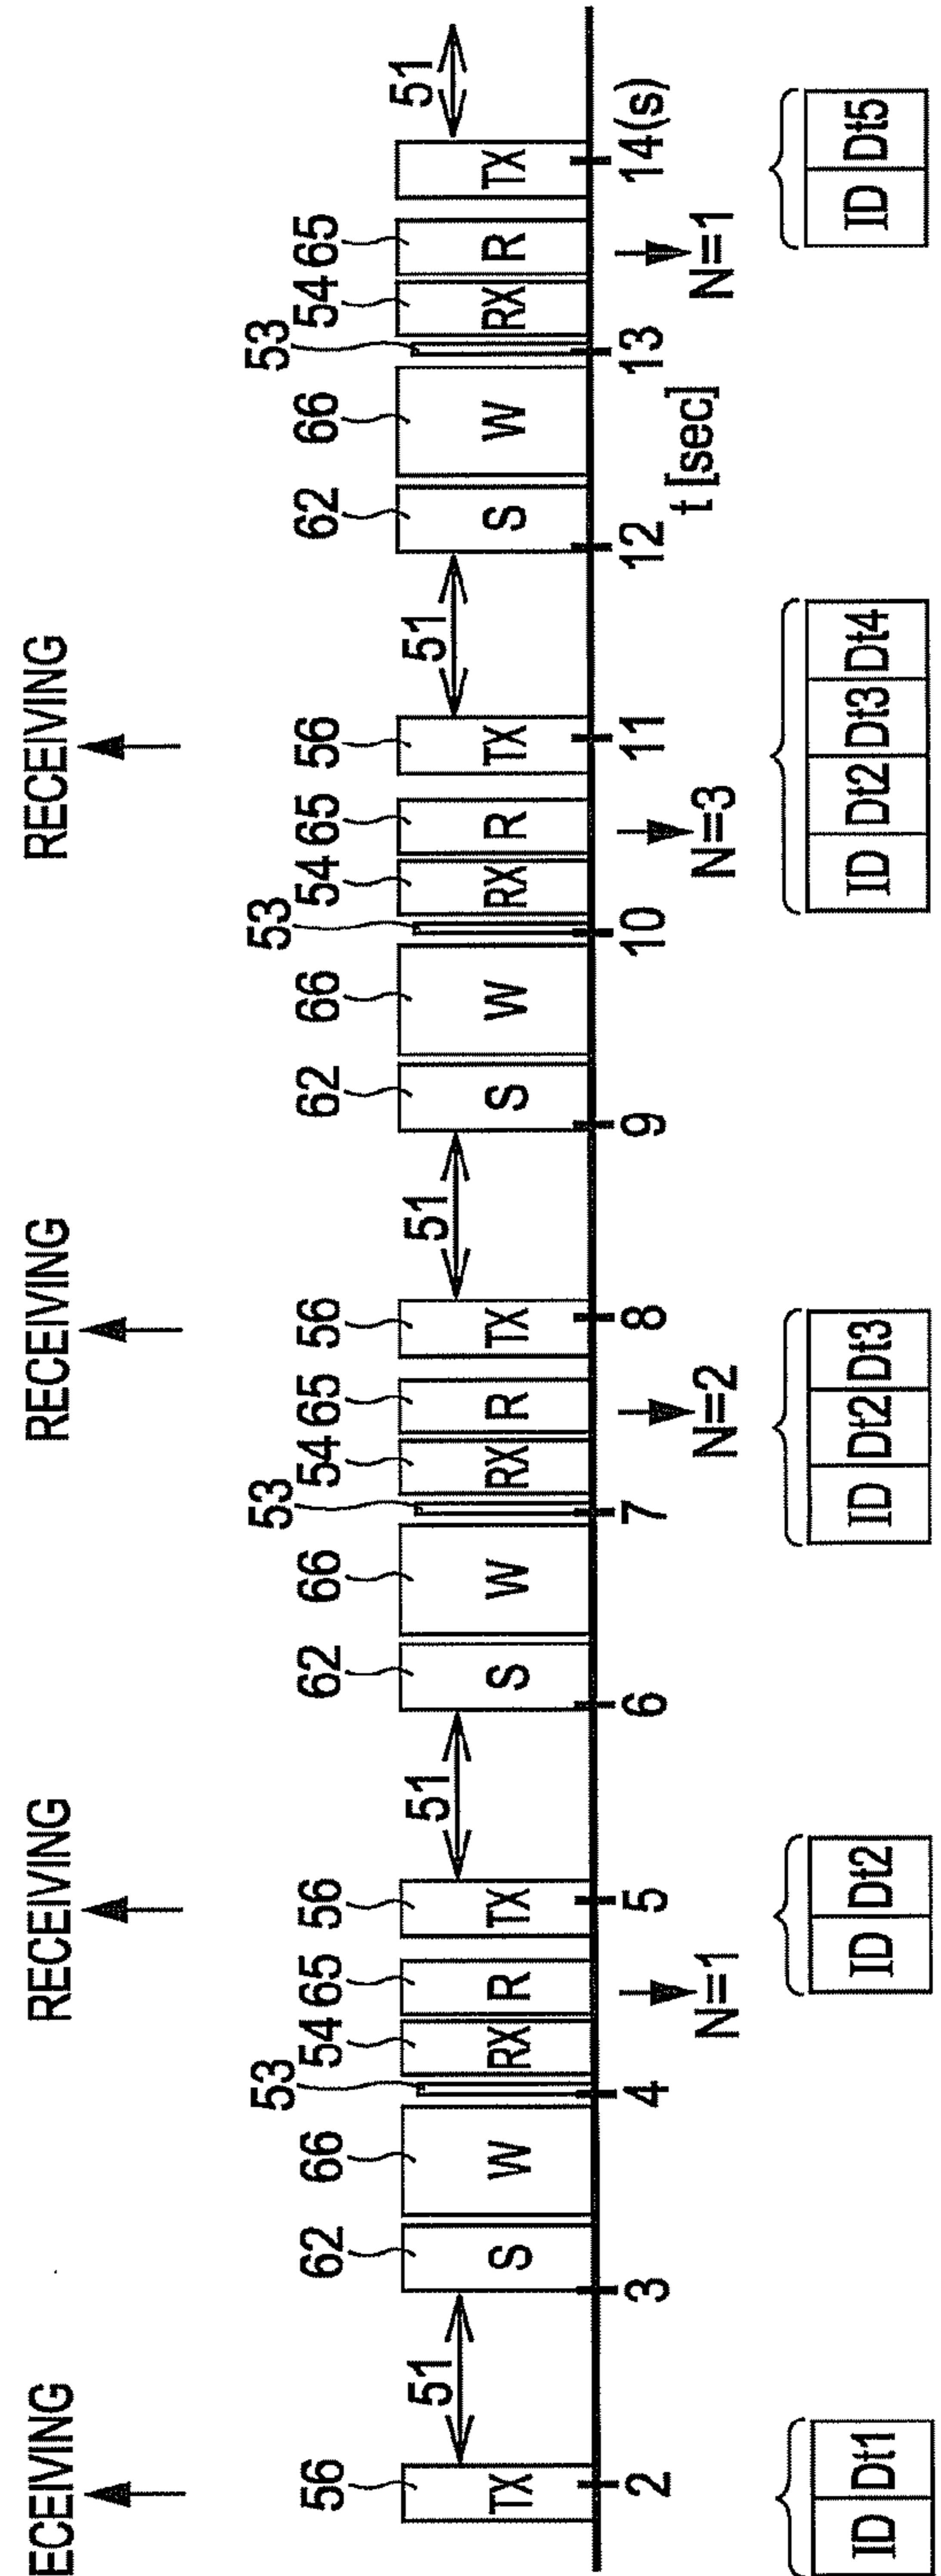 ECEIVING
RECEIVING
RECEIVING
RECEIVING
56
51
62
66
53
54
65
56
51
62
66
53
54
65
56
51
62
66
53
54
65
56
51
62
66
53
54
65
51
TX
S
W
RX
R
TX
S
W
RX
R
TX
S
W
RX
R
TX
S
W
RX
R
TX
2
3
4
5
6
7
8
9
10
11
12
13
14(s)
N=1
N=2
N=3
t [sec]
N=1
ID Dt1
ID Dt2
ID Dt2 Dt3
ID Dt2 Dt3 Dt4
ID Dt5